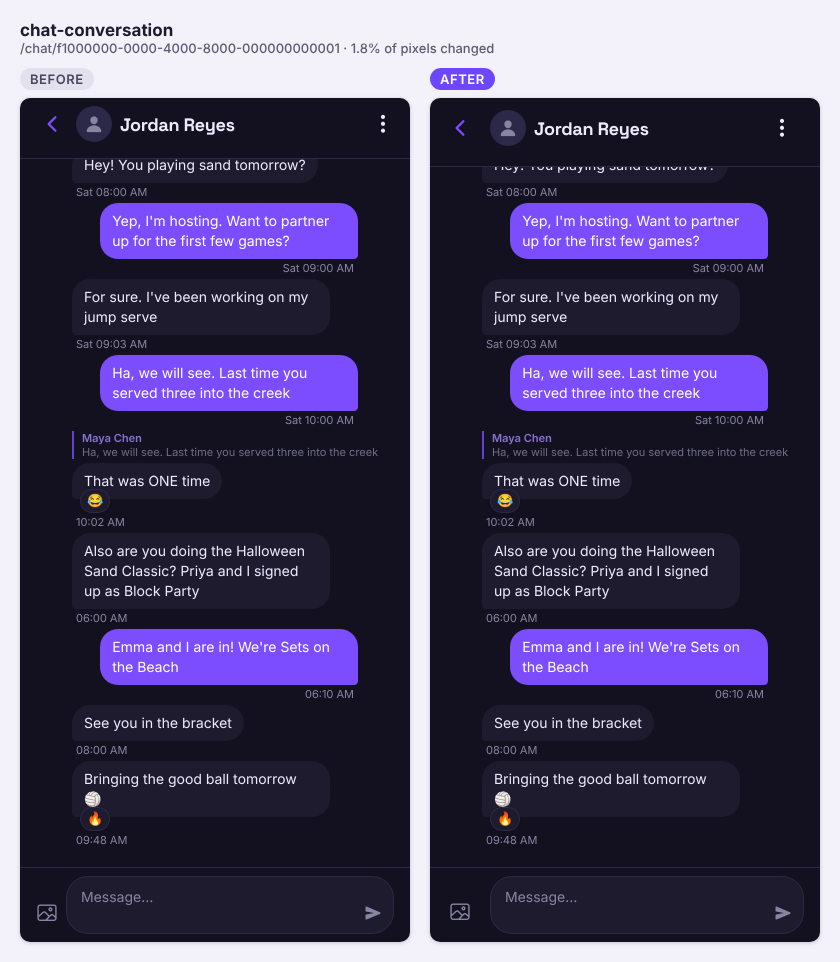 chat-conversation
/chat/f1000000-0000-4000-8000-000000000001 · 1.8% of pixels changed
BEFORE
Jordan Reyes
Hey! You playing sand tomorrow?
Sat 08:00 AM
Yep, I'm hosting. Want to partner
up for the first few games?
Sat 09:00 AM
For sure. I've been working on my
jump serve
Sat 09:03 AM
Ha, we will see. Last time you
served three into the creek
Sat 10:00 AM
Maya Chen
Ha, we will see. Last time you served three into the creek
That was ONE time
😂
10:02 AM
Also are you doing the Halloween
Sand Classic? Priya and I signed
up as Block Party
06:00 AM
Emma and I are in! We're Sets on
the Beach
06:10 AM
See you in the bracket
08:00 AM
Bringing the good ball tomorrow
🏐
🔥
09:48 AM
Message...
AFTER
Jordan Reyes
Hey! You playing sand tomorrow?
Sat 08:00 AM
Yep, I'm hosting. Want to partner
up for the first few games?
Sat 09:00 AM
For sure. I've been working on my
jump serve
Sat 09:03 AM
Ha, we will see. Last time you
served three into the creek
Sat 10:00 AM
Maya Chen
Ha, we will see. Last time you served three into the creek
That was ONE time
😂
10:02 AM
Also are you doing the Halloween
Sand Classic? Priya and I signed
up as Block Party
06:00 AM
Emma and I are in! We're Sets on
the Beach
06:10 AM
See you in the bracket
08:00 AM
Bringing the good ball tomorrow
🏐
🔥
09:48 AM
Message...